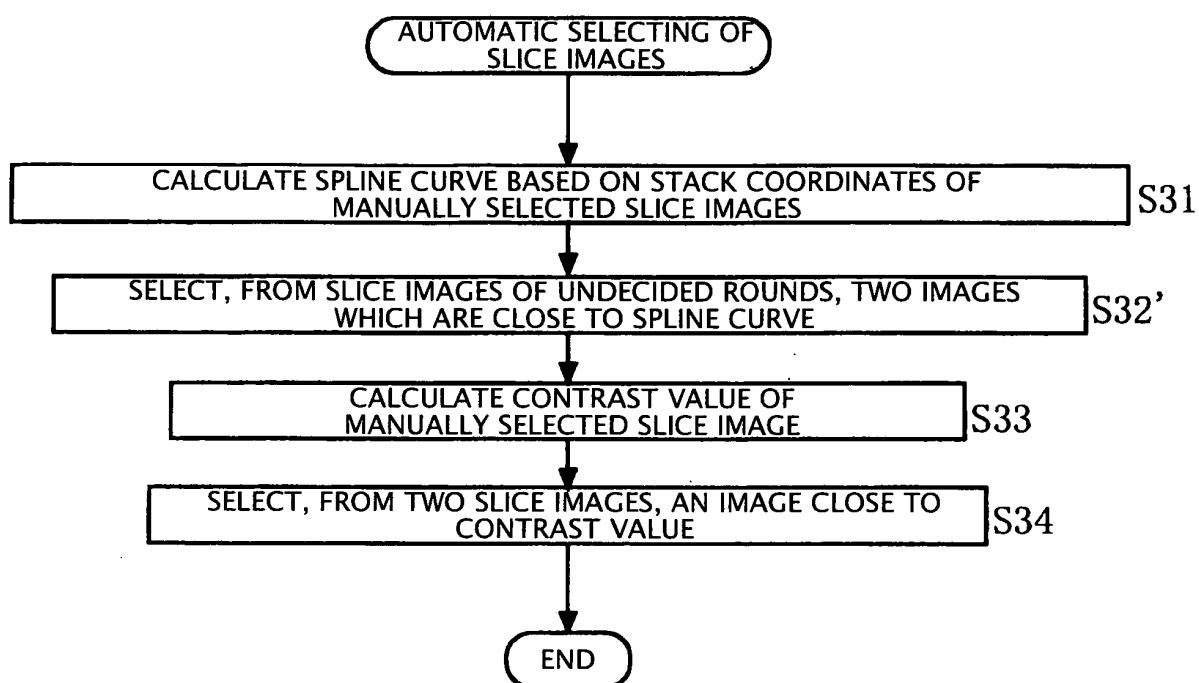 AUTOMATIC SELECTING OF
SLICE IMAGES
CALCULATE SPLINE CURVE BASED ON STACK COORDINATES OF
MANUALLY SELECTED SLICE IMAGES
S31
SELECT, FROM SLICE IMAGES OF UNDECIDED ROUNDS, TWO IMAGES
WHICH ARE CLOSE TO SPLINE CURVE
S32'
CALCULATE CONTRAST VALUE OF
MANUALLY SELECTED SLICE IMAGE
S33
SELECT, FROM TWO SLICE IMAGES, AN IMAGE CLOSE TO
CONTRAST VALUE
S34
END